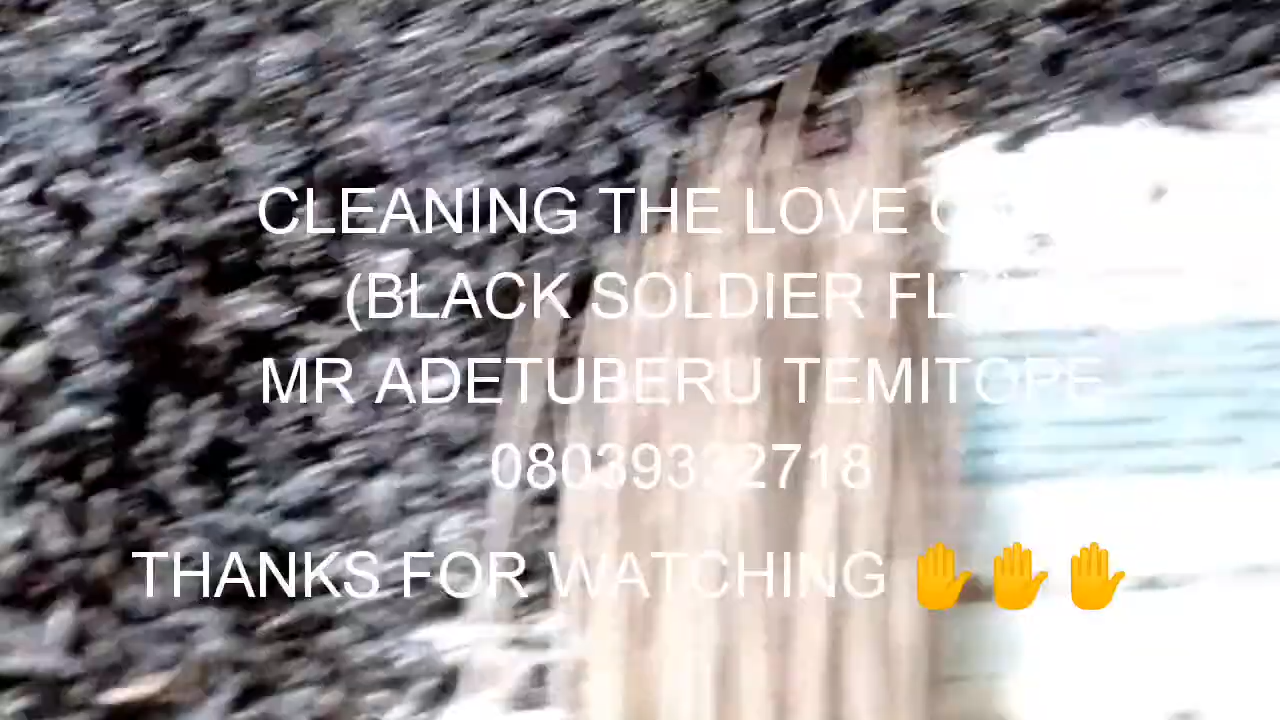 CLEANING THE LOVE
(BLACK SOLDIER
MR ADETUBERU TEMITOPE
THANKS FOR WATCHING ✋✋✋